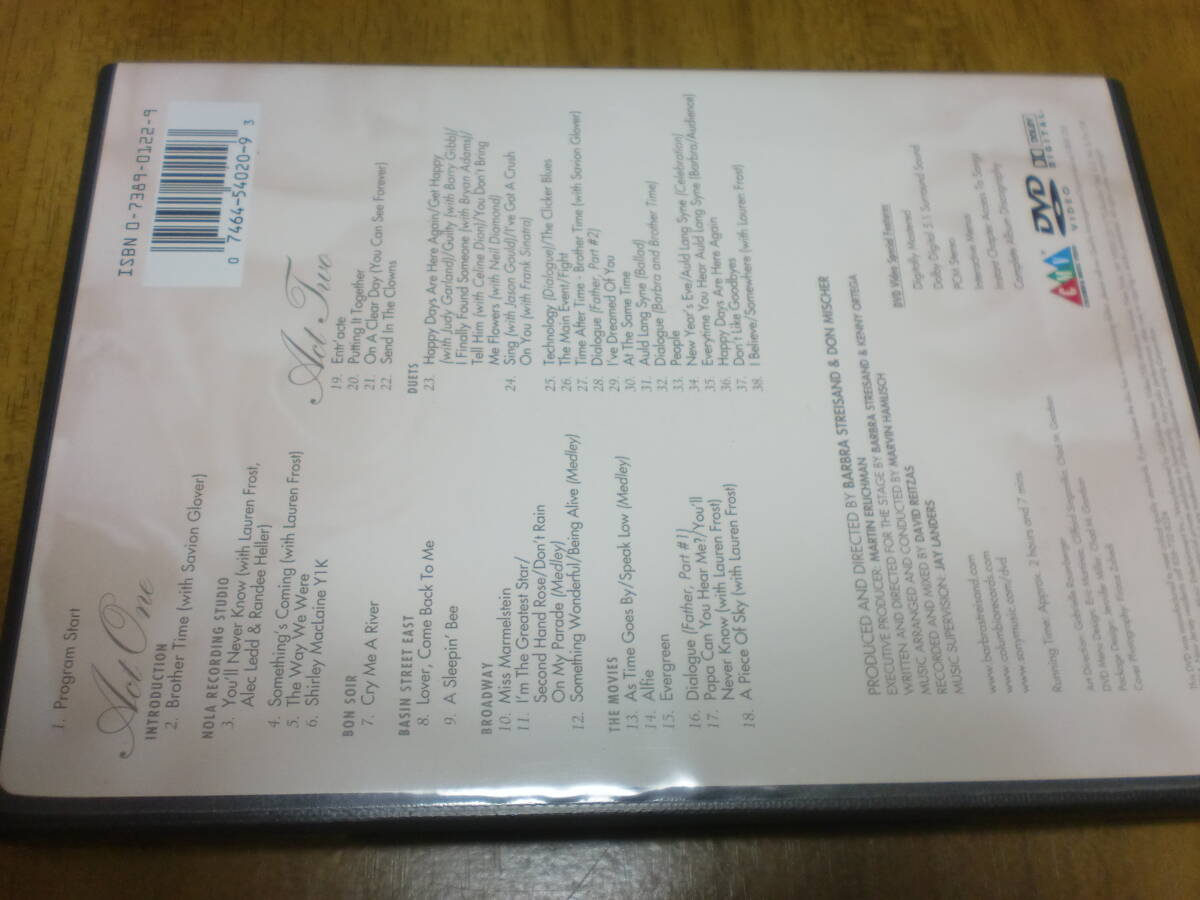 1. Program Start
Act One
INTRODUCTION
2. Brother Time (with Savion Glover)
NOLA RECORDING STUDIO
3. You'll Never Know (with Lauren Frost,
Alec Ledd & Randee Heller)
4. Something's Coming (with Lauren Frost)
5. The Way We Were
6. Shirley MacLaine Y1K
BON SOIR
7. Cry Me A River
BASIN STREET EAST
8. Lover, Come Back To Me
9. A Sleepin' Bee
BROADWAY
10. Miss Marmelstein
11. I'm The Greatest Star/
Second Hand Rose/Don't Rain
On My Parade (Medley)
12. Something Wonderful/Being Alive (Medley)
THE MOVIES
13. As Time Goes By/Speak Low (Medley)
14. Alfie
15. Evergreen
16. Dialogue (Father, Part #1)
17. Papa Can You Hear Me?/You'll
Never Know (with Lauren Frost)
18. A Piece Of Sky (with Lauren Frost)
ISBN 0-7389-0122-9
0 7464-54020-9 3
Act Two
19. Entr'acte
20. Putting It Together
21. On A Clear Day (You Can See Forever)
22. Send In The Clowns
DUETS
23. Happy Days Are Here Again/Get Happy
(with Judy Garland)/Guilty (with Barry Gibb)/
I Finally Found Someone (with Bryan Adams)/
Tell Him (with Celine Dion)/You Don't Bring
Me Flowers (with Neil Diamond)
24. Sing (with Jason Gould)/I've Got A Crush
On You (with Frank Sinatra)
25. Technology (Dialogue)/The Clicker Blues
26. The Main Event/Fight
27. Time After Time - Brother Time (with Savion Glover)
28. Dialogue (Father, Part #2)
29. I've Dreamed Of You
30. At The Same Time
31. Auld Lang Syne (Ballad)
32. Dialogue (Barbra and Brother Time)
33. People
34. New Year's Eve/Auld Lang Syne (Celebration)
35. Everytime You Hear Auld Lang Syne (Barbra/Audience)
36. Happy Days Are Here Again
37. Don't Like Goodbyes
38. I Believe/Somewhere (with Lauren Frost)
PRODUCED AND DIRECTED BY BARBRA STREISAND & DON MISCHER
EXECUTIVE PRODUCER: MARTIN ERLICHMAN
WRITTEN AND DIRECTED FOR THE STAGE BY BARBRA STREISAND & KENNY ORTEGA
MUSIC ARRANGED AND CONDUCTED BY MARVIN HAMLISCH
RECORDED AND MIXED BY DAVID REITZAS
MUSIC SUPERVISION: JAY LANDERS
www.barbrastreisand.com
www.columbiarecords.com
www.sonymusic.com/dvd
Running Time Approx. 2 hours and 7 mins.
DVD Video Special Features
Digitally Mastered
Dolby Digital 5.1 Surround Sound
PCM Stereo
Interactive Menus
Instant Chapter Access To Songs
Complete Album Discography
CMV
DVD
VIDEO
DOLBY
DIGITAL